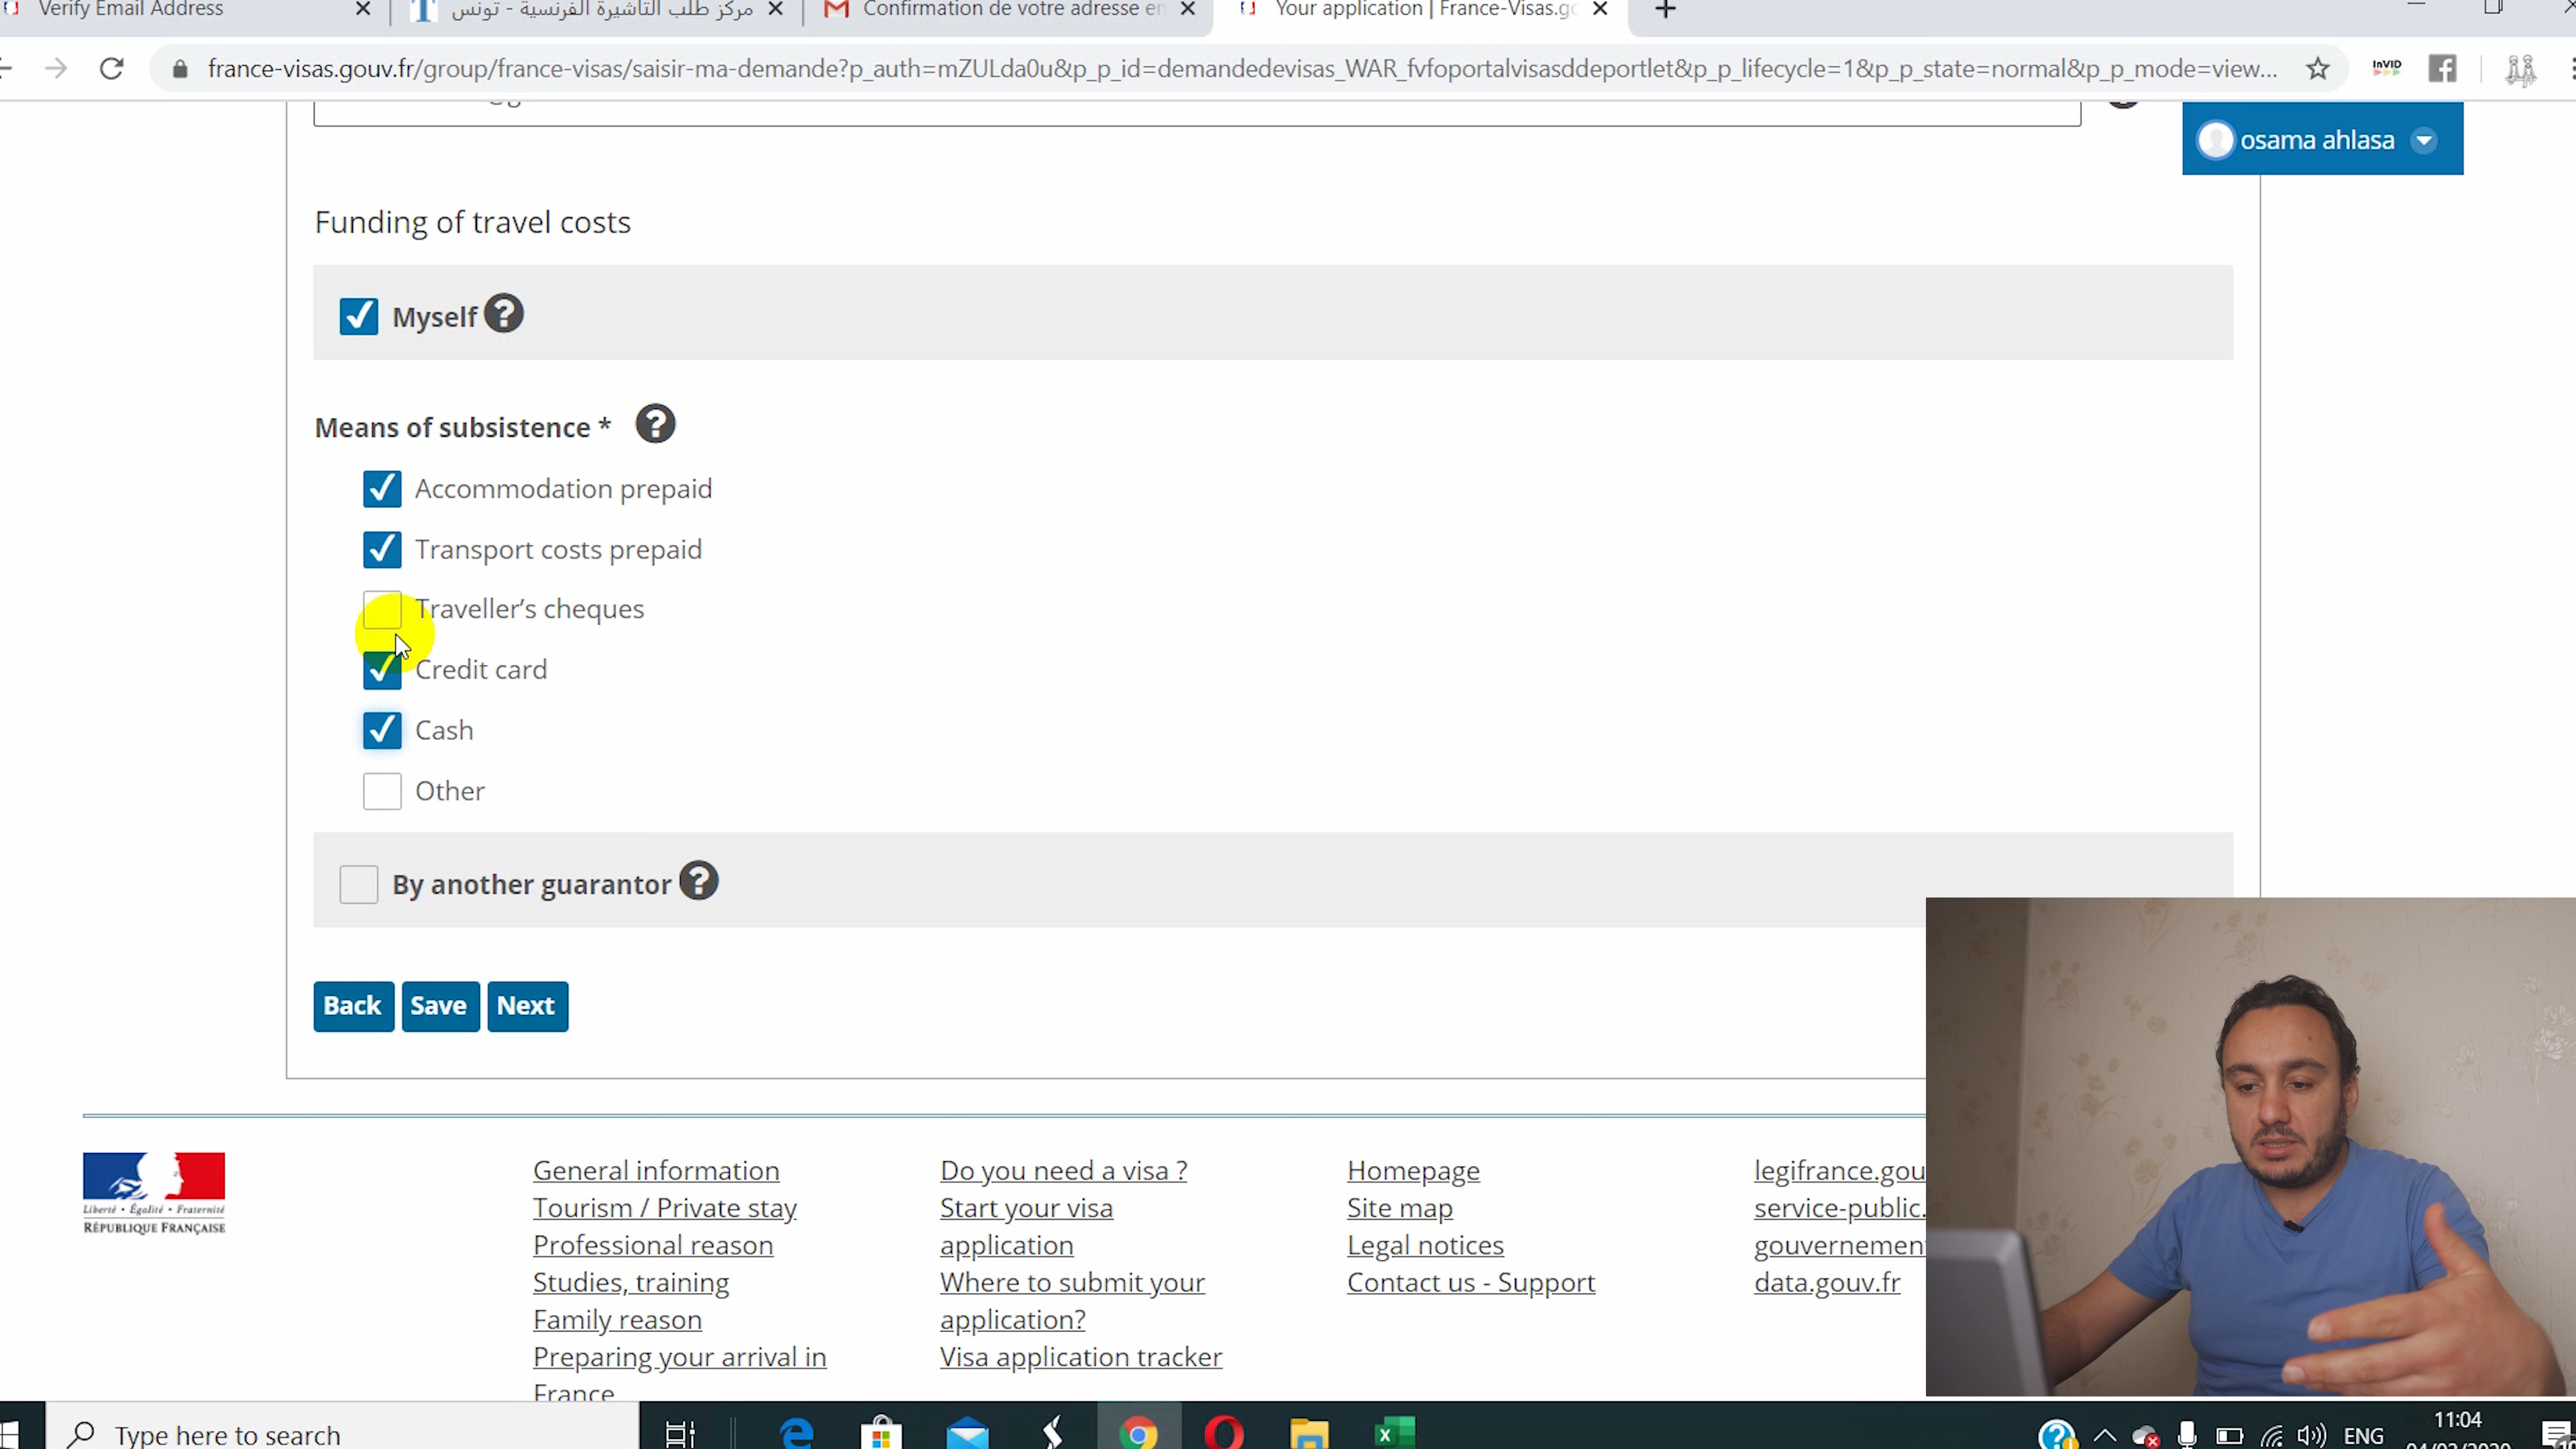 Verify Email Address
مركز طلب التأشيرة الفرنسية - تونس
Confirmation de votre adresse em
Your application | France-Visas.go
france-visas.gouv.fr/group/france-visas/saisir-ma-demande?p_auth=mZULda0u&p_p_id=demandedevisas_WAR_fvfoportalvisasddeportlet&p_p_lifecycle=1&p_p_state=normal&p_p_mode=view...
InVID
osama ahlasa
Funding of travel costs
Myself ?
Means of subsistence * ?
Accommodation prepaid
Transport costs prepaid
Traveller’s cheques
Credit card
Cash
Other
By another guarantor ?
Back Save Next
Liberté • Égalité • Fraternité
RÉPUBLIQUE FRANÇAISE
General information
Tourism / Private stay
Professional reason
Studies, training
Family reason
Preparing your arrival in
France
Do you need a visa ?
Start your visa
application
Where to submit your
application?
Visa application tracker
Homepage
Site map
Legal notices
Contact us - Support
legifrance.gou
service-public.
gouvernemen
data.gouv.fr
Type here to search
ENG
11:04